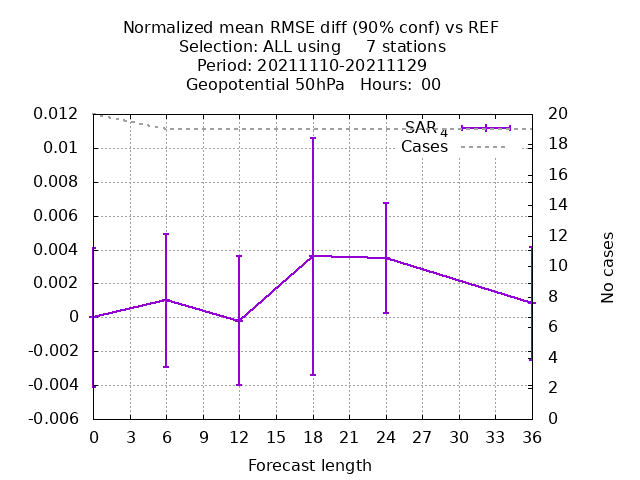 Normalized mean RMSE diff (90% conf) vs REF
Selection: ALL using     7 stations
Period: 20211110-20211129
Geopotential 50hPa   Hours:  00
0.012
0.01
0.008
0.006
0.004
0.002
0
-0.002
-0.004
-0.006
SAR 4
Cases
20
18
16
14
12
10
8
6
4
2
0
No cases
0 3 6 9 12 15 18 21 24 27 30 33 36
Forecast length